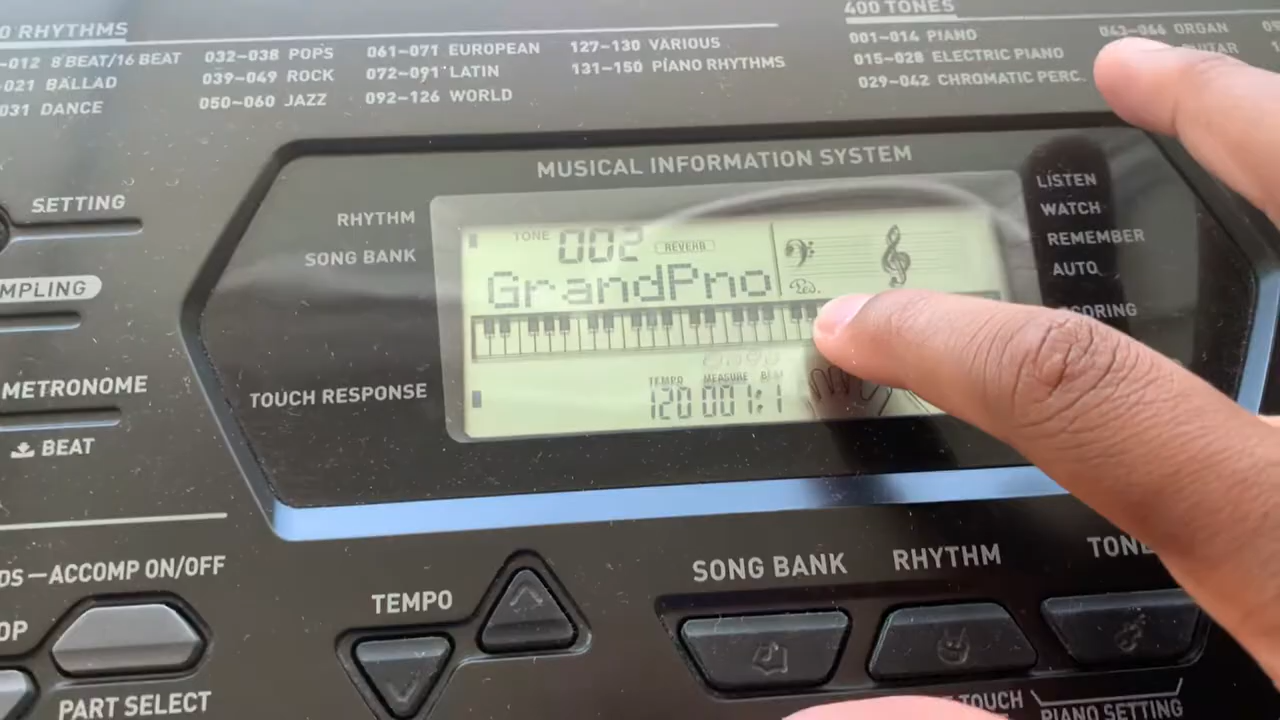 RHYTHMS
8 BEAT/16 BEAT
BALLAD
031 DANCE
032~038 POPS
039~049 ROCK
050~060 JAZZ
061~071 EUROPEAN
072~091 LATIN
092~126 WORLD
127~130 VARIOUS
131~150 PIANO RHYTHMS
400 TONES
001~014 PIANO
015~028 ELECTRIC PIANO
029~042 CHROMATIC PERC.
043~046 ORGAN
MUSICAL INFORMATION SYSTEM
SETTING
RHYTHM
SONG BANK
TONE 002 REVERB
GrandPno
LISTEN
WATCH
REMEMBER
AUTO
METRONOME
BEAT
TOUCH RESPONSE
TEMPO MEASURE
120 001:1
ACCOMP ON/OFF
TEMPO
SONG BANK
RHYTHM
PART SELECT
TOUCH
PIANO SETTING